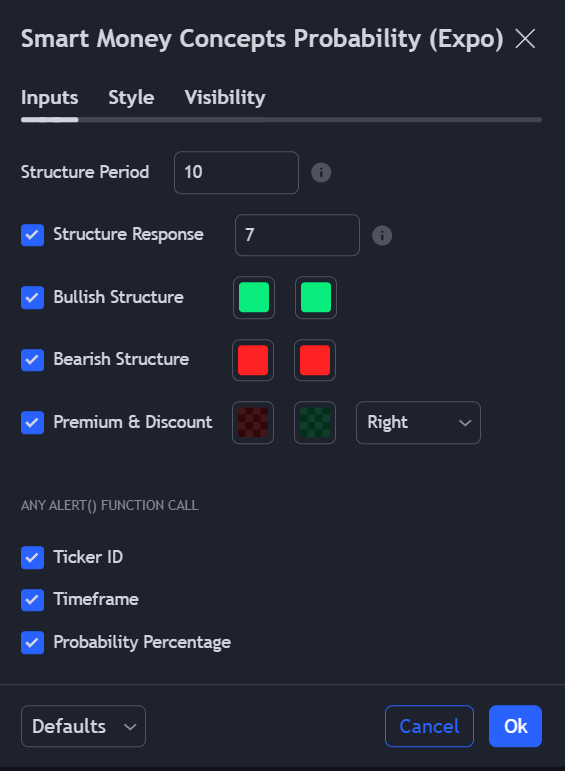 Smart Money Concepts Probability (Expo)
Inputs Style Visibility
Structure Period 10
Structure Response 7
Bullish Structure
Bearish Structure
Premium & Discount Right
ANY ALERT() FUNCTION CALL
Ticker ID
Timeframe
Probability Percentage
Defaults Cancel Ok